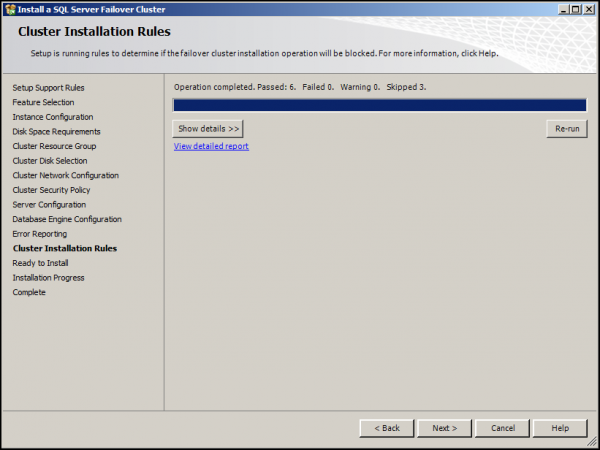 Install a SQL Server Failover Cluster
Cluster Installation Rules
Setup is running rules to determine if the failover cluster installation operation will be blocked. For more information, click Help.
Setup Support Rules
Feature Selection
Instance Configuration
Disk Space Requirements
Cluster Resource Group
Cluster Disk Selection
Cluster Network Configuration
Cluster Security Policy
Server Configuration
Database Engine Configuration
Error Reporting
Cluster Installation Rules
Ready to Install
Installation Progress
Complete
Operation completed. Passed: 6. Failed 0. Warning 0. Skipped 3.
Show details >>
Re-run
View detailed report
< Back
Next >
Cancel
Help